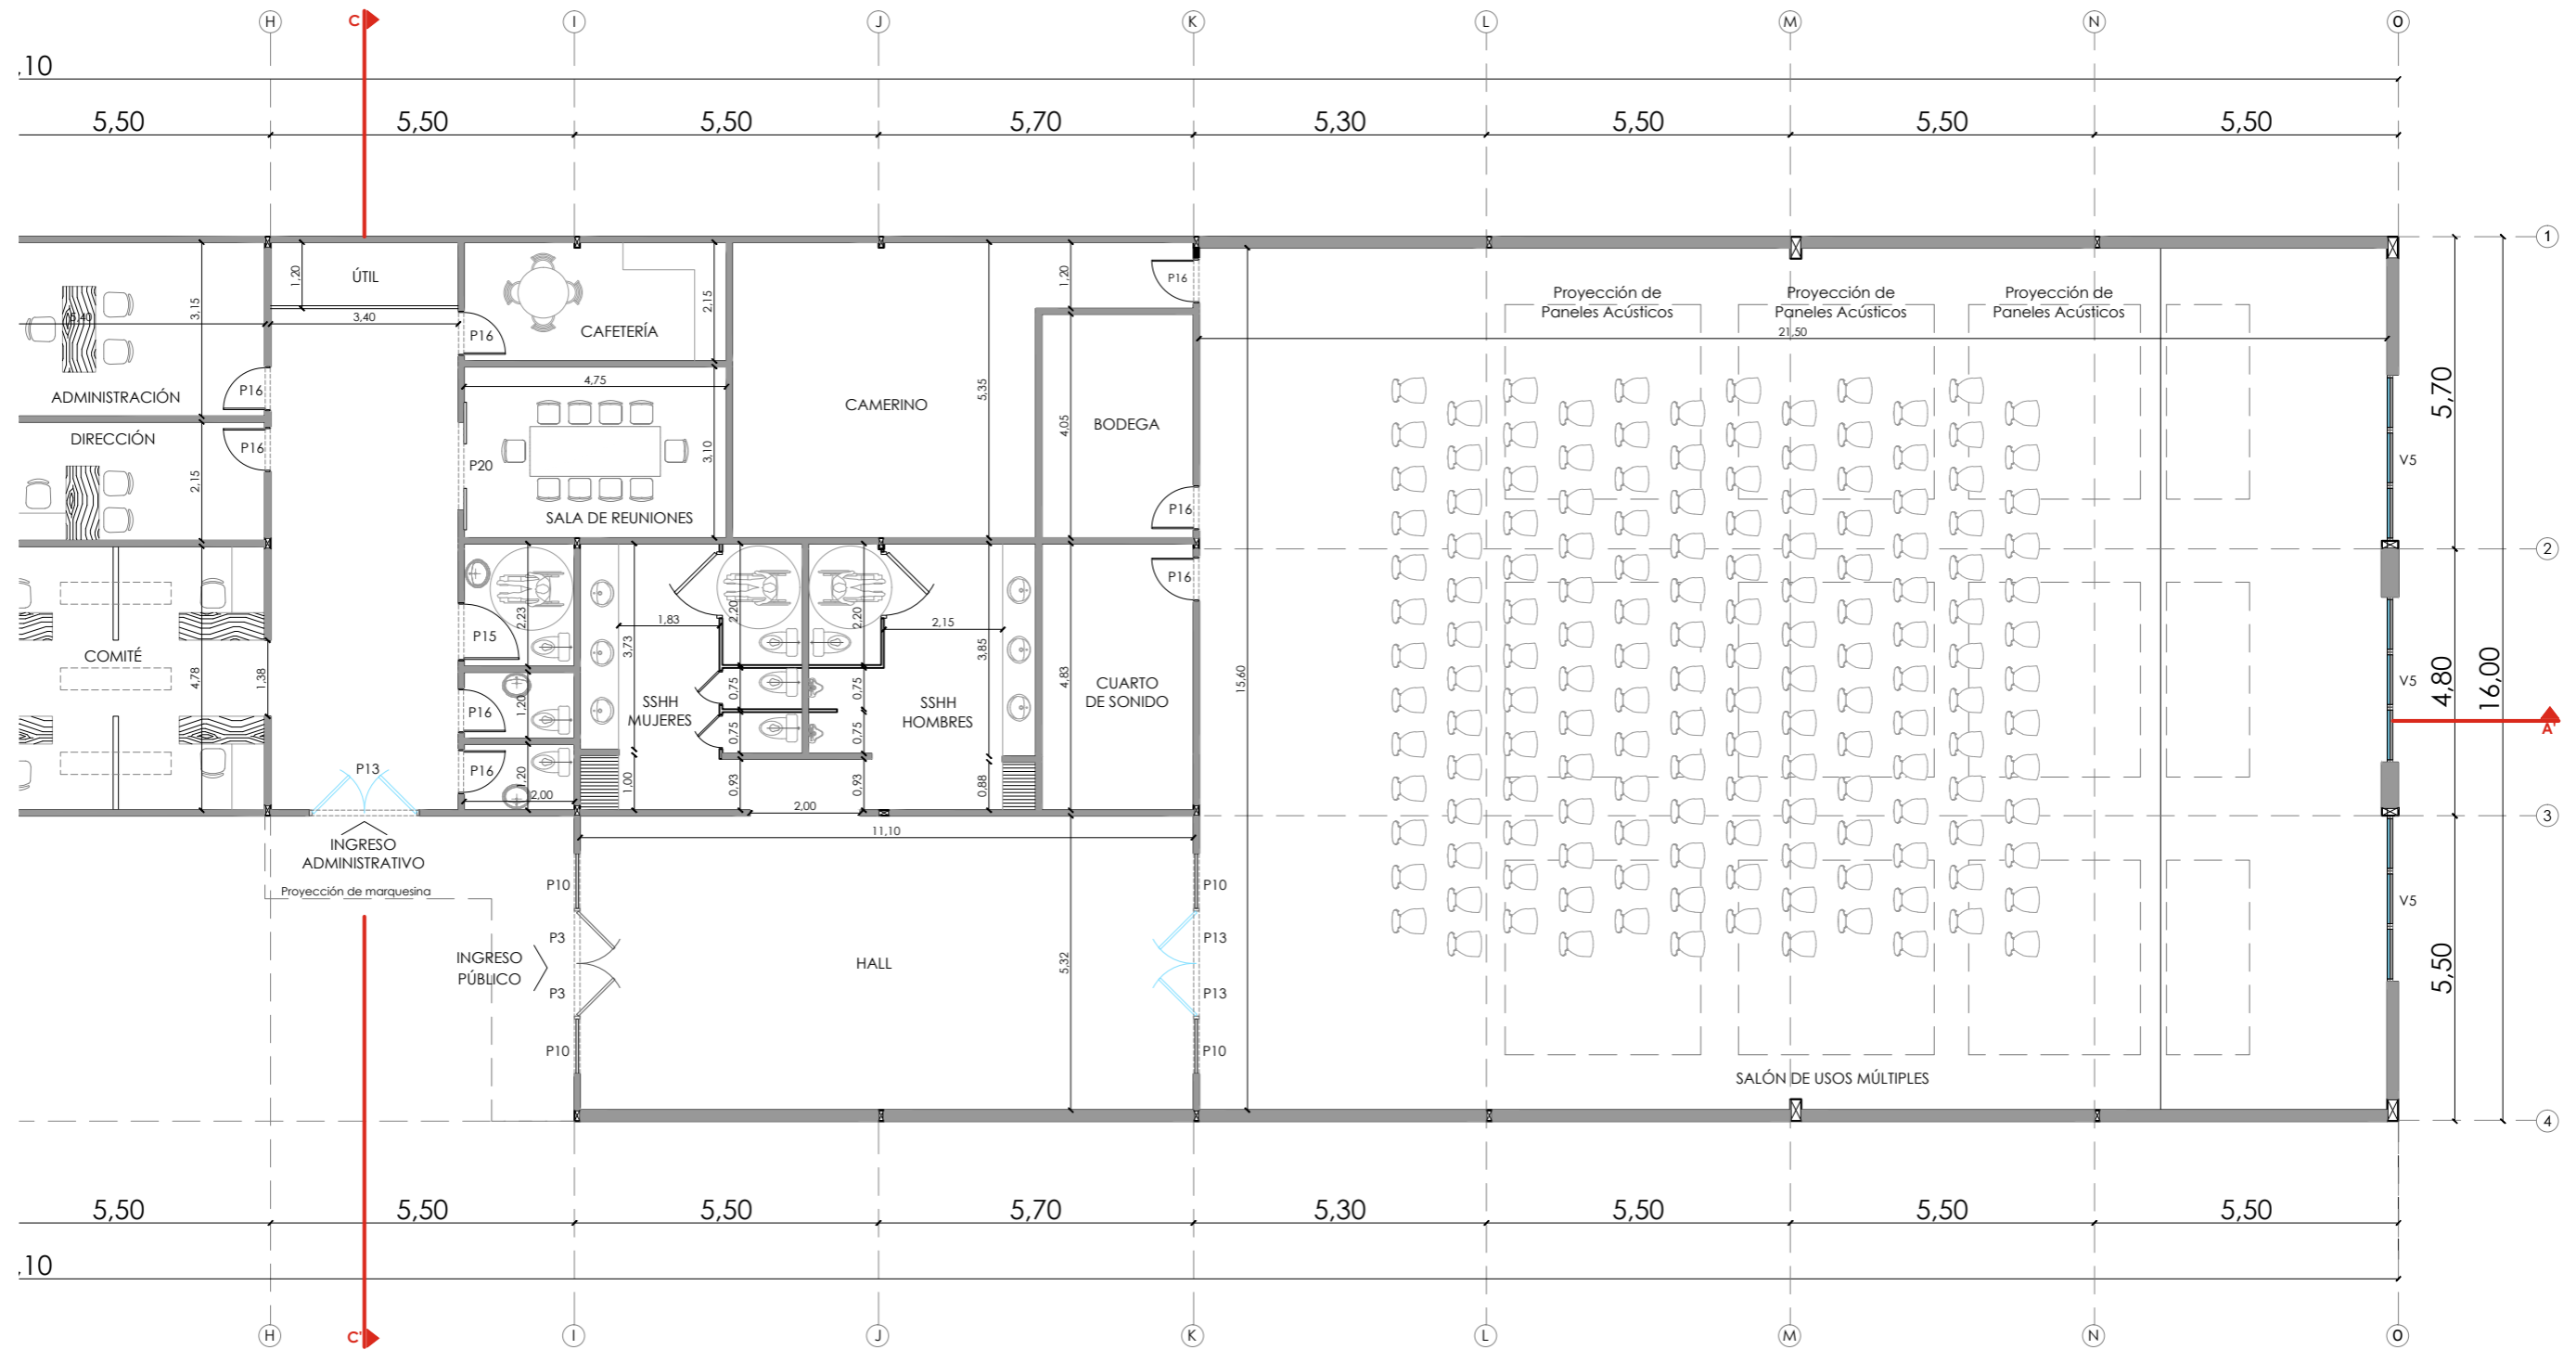 H
C
I
J
K
L
M
N
O
,10
5,50
5,50
5,50
5,70
5,30
5,50
5,50
5,50
1
ÚTIL
1,20
3,40
5,40
3,15
P16
ADMINISTRACIÓN
P16
CAFETERÍA
2,15
1,20
P16
Proyección de
Paneles Acústicos
Proyección de
Paneles Acústicos
Proyección de
Paneles Acústicos
21,50
DIRECCIÓN
P16
2,15
4,75
P20
3,10
SALA DE REUNIONES
CAMERINO
5,35
4,05
BODEGA
P16
5,70
V5
2
COMITÉ
4,78
1,38
P15
2,23
P16
1,20
P16
1,20
2,00
1,83
3,73
1,00
SSHH
MUJERES
2,20
0,75
0,75
0,93
2,20
0,75
0,75
0,93
2,15
3,85
0,88
SSHH
HOMBRES
2,00
4,83
CUARTO
DE SONIDO
P16
15,60
V5
4,80
16,00
A'
P13
INGRESO
ADMINISTRATIVO
Proyección de marquesina
11,10
3
P10
P3
INGRESO
PÚBLICO
P3
P10
HALL
5,32
P10
P13
P13
P10
V5
5,50
SALÓN DE USOS MÚLTIPLES
4
5,50
5,50
5,50
5,70
5,30
5,50
5,50
5,50
,10
H
C'
I
J
K
L
M
N
O